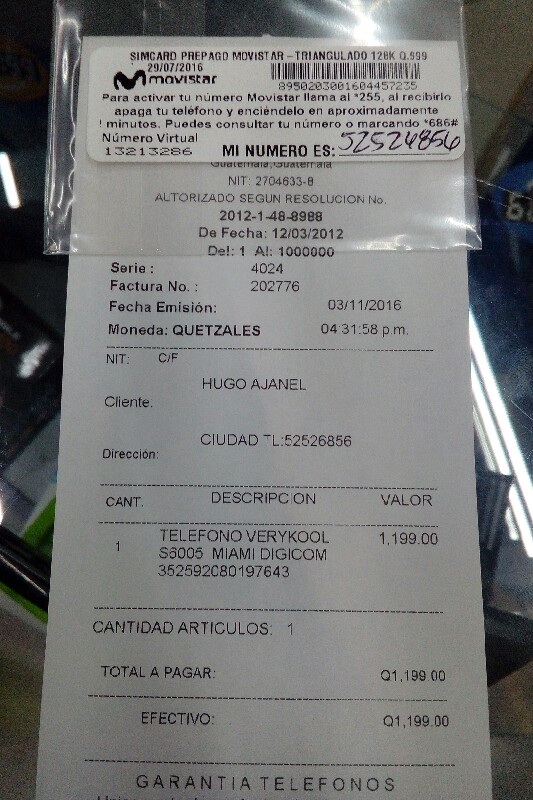 SIMCARD PREPAGO MOVISTAR - TRIANGULADO 128K Q.999
29/07/2016
movistar
8950203001604457235
Para activar tu número Movistar llama al *255, al recibirlo
apaga tu teléfono y enciéndelo en aproximadamente
! minutos. Puedes consultar tu número o marcando *686#
Número Virtual
13213286
MI NUMERO ES: 52526856
Guatemala, Guatemala
NIT: 2704633-8
AUTORIZADO SEGUN RESOLUCION No.
2012-1-48-8988
De Fecha: 12/03/2012
Del: 1 Al: 1000000
Serie : 4024
Factura No. : 202776
Fecha Emisión: 03/11/2016
Moneda: QUETZALES 04:31:58 p.m.
NIT: C/F
HUGO AJANEL
Cliente.
CIUDAD TL:52526856
Dirección:
CANT. DESCRIPCION VALOR
1 TELEFONO VERYKOOL 1,199.00
S6005 MIAMI DIGICOM
352592080197643
CANTIDAD ARTICULOS: 1
TOTAL A PAGAR: Q1,199.00
EFECTIVO: Q1,199.00
GARANTIA TELEFONOS